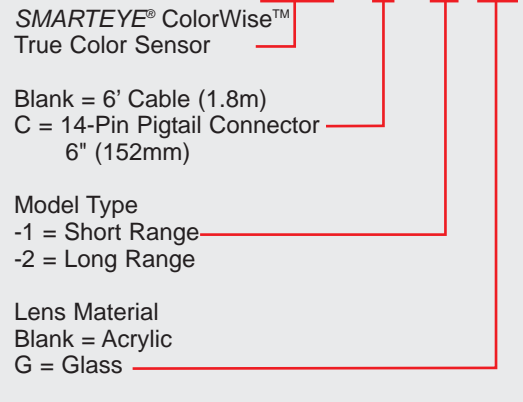 SMARTEYE® ColorWise™
True Color Sensor
Blank = 6’ Cable (1.8m)
C = 14-Pin Pigtail Connector
6" (152mm)
Model Type
-1 = Short Range
-2 = Long Range
Lens Material
Blank = Acrylic
G = Glass